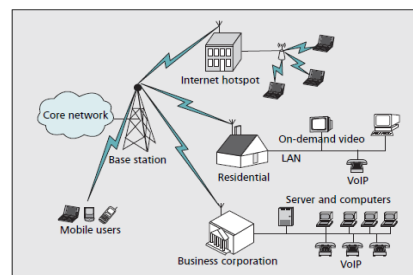 Internet hotspot
Core network
Base station
On-demand video
LAN
Residential
VoIP
Mobile users
Server and computers
Business corporation
VoIP